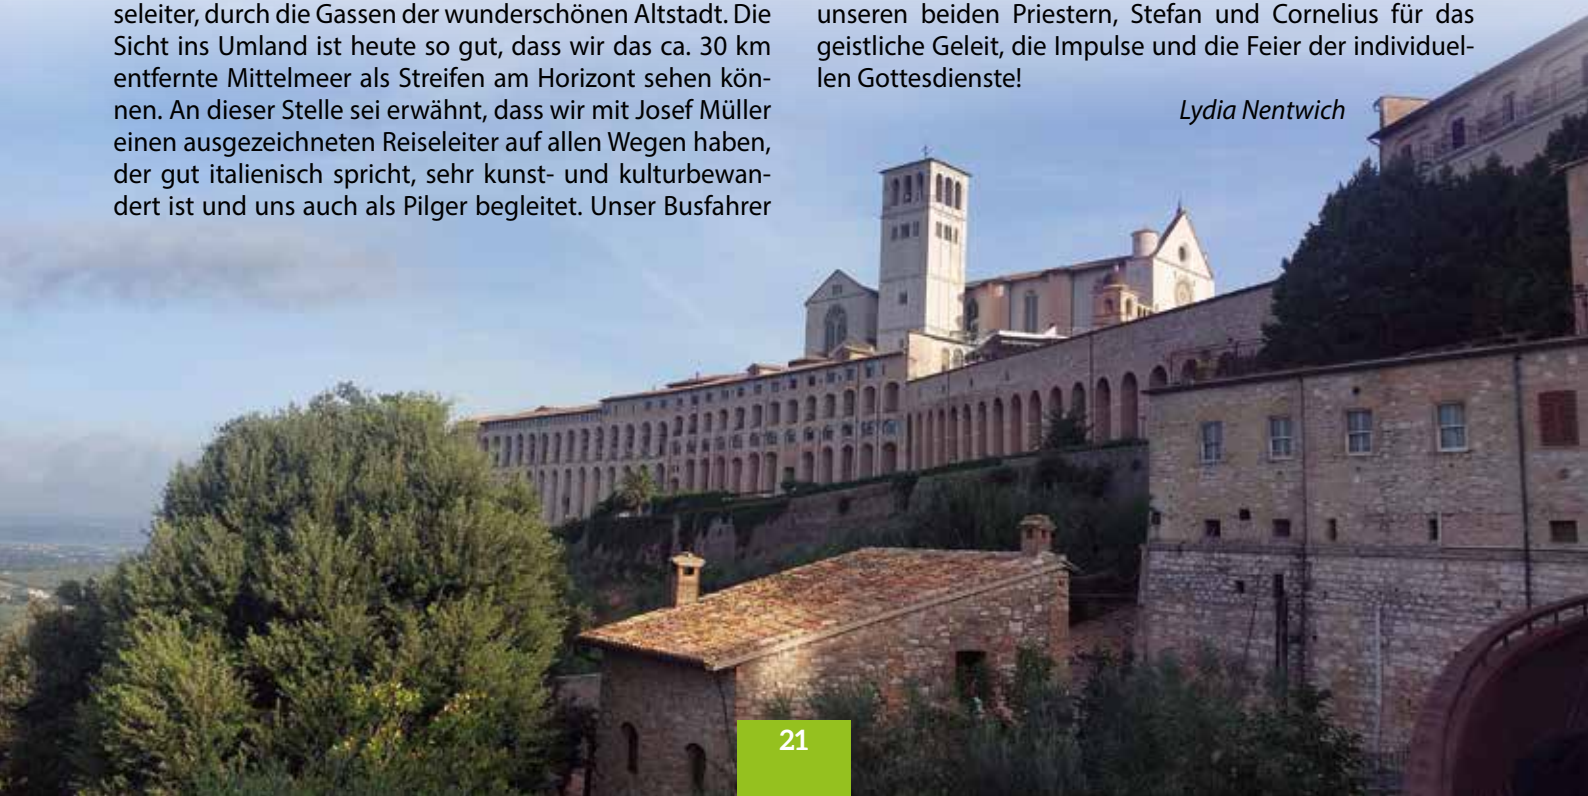 seleiter, durch die Gassen der wunderschönen Altstadt. Die
Sicht ins Umland ist heute so gut, dass wir das ca. 30 km
entfernte Mittelmeer als Streifen am Horizont sehen kön-
nen. An dieser Stelle sei erwähnt, dass wir mit Josef Müller
einen ausgezeichneten Reiseleiter auf allen Wegen haben,
der gut italienisch spricht, sehr kunst- und kulturbewan-
dert ist und uns auch als Pilger begleitet. Unser Busfahrer
unseren beiden Priestern, Stefan und Cornelius für das
geistliche Geleit, die Impulse und die Feier der individuel-
len Gottesdienste!
Lydia Nentwich
21